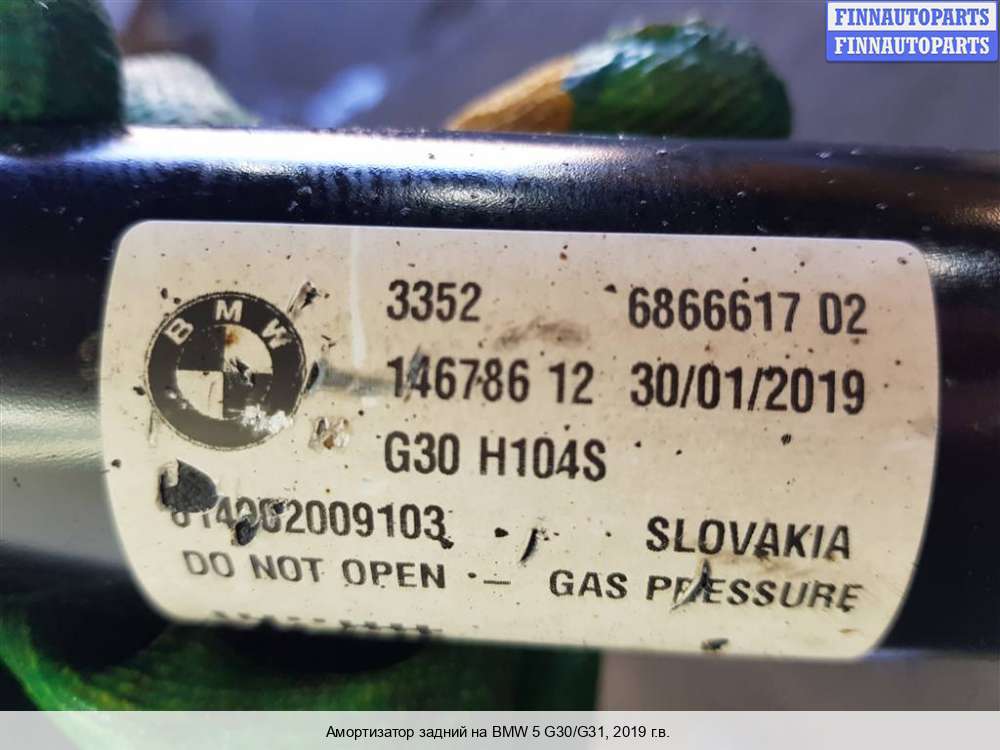 FINNAUTOPARTS
FINNAUTOPARTS
BMW
3352 6866617 02
146786 12 30/01/2019
G30 H104S
SLOVAKIA
DO NOT OPEN - GAS PRESSURE
Амортизатор задний на BMW 5 G30/G31, 2019 г.в.